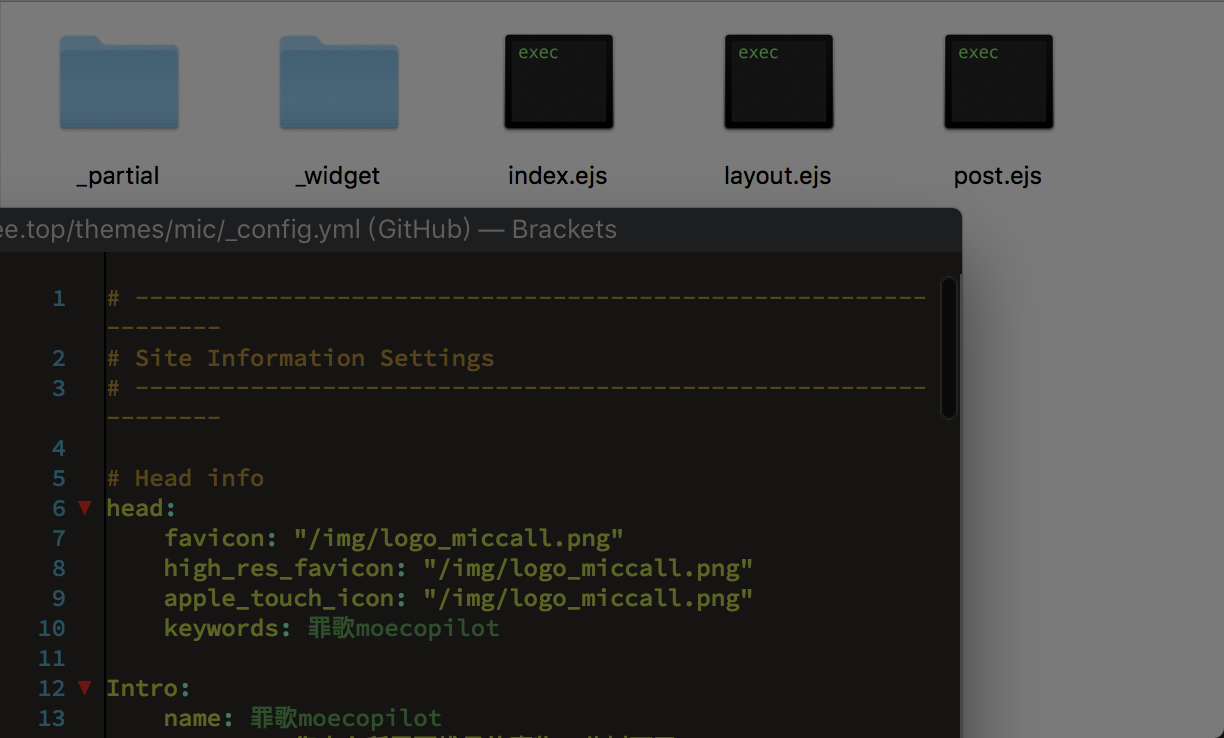 exec exec exec
_partial _widget index.ejs layout.ejs post.ejs
ee.top/themes/mic/_config.yml (GitHub) — Brackets
1 # -------------------------------------------------------
--------
2 # Site Information Settings
3 # -------------------------------------------------------
--------
4
5 # Head info
6 head:
7 favicon: "/img/logo_miccall.png"
8 high_res_favicon: "/img/logo_miccall.png"
9 apple_touch_icon: "/img/logo_miccall.png"
10 keywords: 罪歌moecopilot
11
12 Intro:
13 name: 罪歌moecopilot